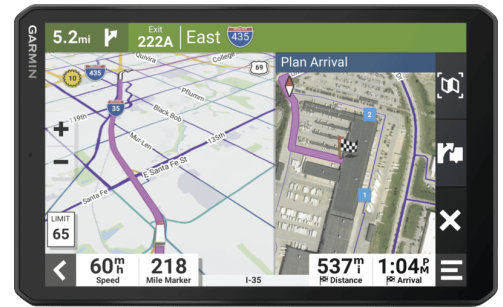 GARMIN
5.2mi
Exit
222A
East
435
Plan Arrival
Quivira
College
69
10
435
Pflumm
35
Black Bob
119th
Mur-Len
135th
E Santa Fe St
Santa Fe
Dr
2
1
+
−
LIMIT
65
60mh
Speed
218
Mile Marker
I-35
537mi
Distance
1:04PM
Arrival